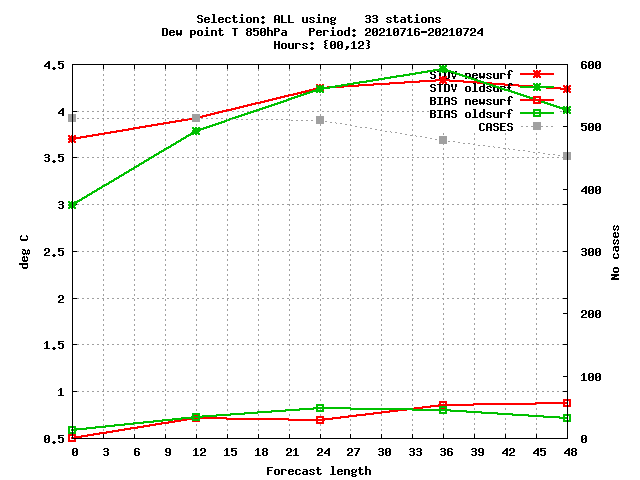 Selection: ALL using 33 stations
Dew point T 850hPa Period: 20210716-20210724
Hours: {00,12}
4.5
4
3.5
3
2.5
2
1.5
1
0.5
deg C
600
500
400
300
200
100
0
No cases
STDV newsurf
STDV oldsurf
BIAS newsurf
BIAS oldsurf
CASES
0 3 6 9 12 15 18 21 24 27 30 33 36 39 42 45 48
Forecast length